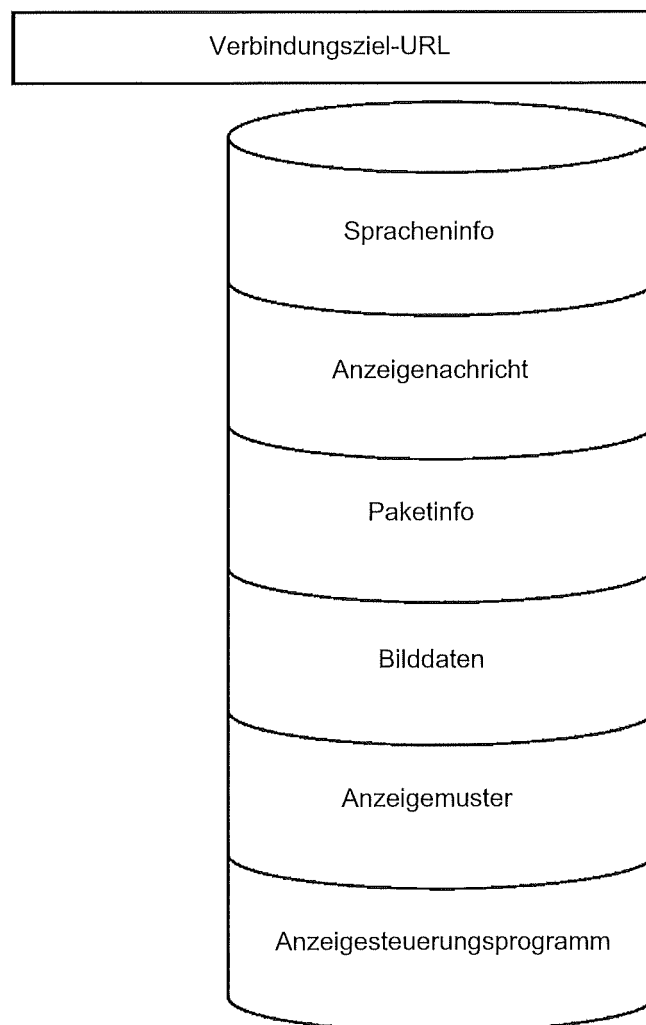 Verbindungsziel-URL
Spracheninfo
Anzeigenachricht
Paketinfo
Bilddaten
Anzeigemuster
Anzeigesteuerungsprogramm